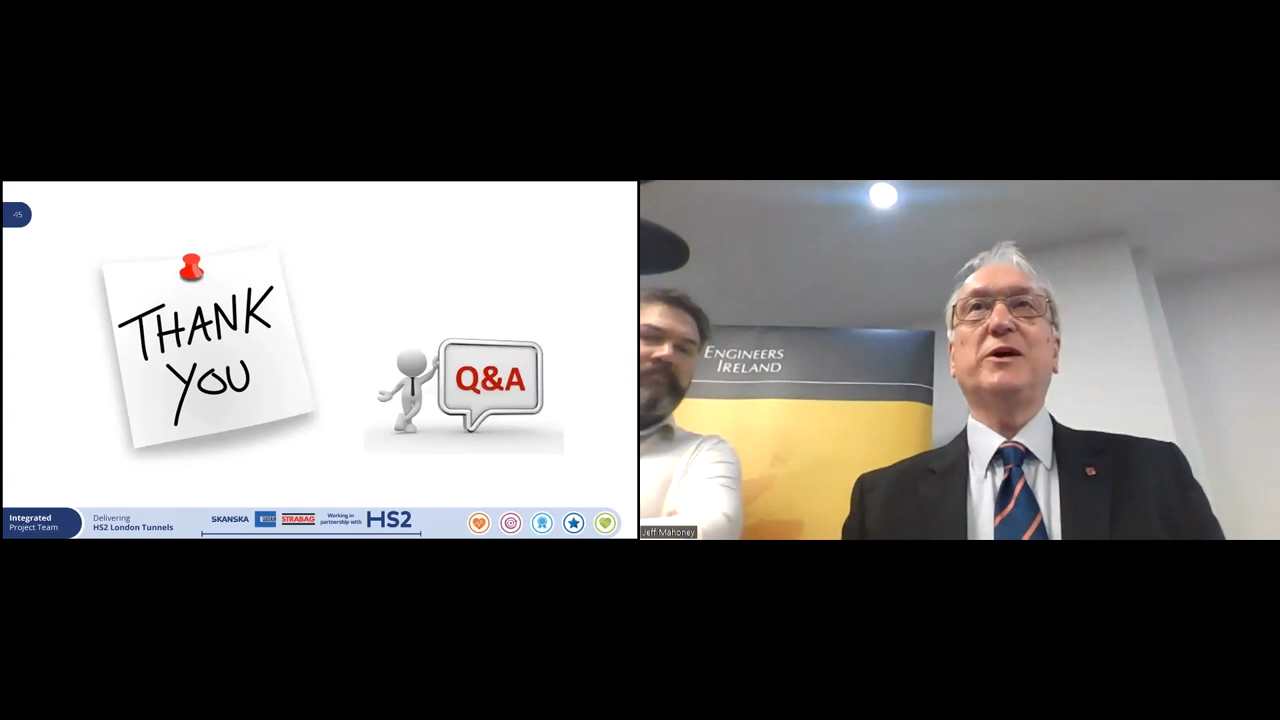 45
THANK
YOU
Q&A
Integrated
Project Team
Delivering
HS2 London Tunnels
SKANSKA
STRABAG
Working in
partnership with
HS2
ENGINEERS
IRELAND
Jeff Mahoney